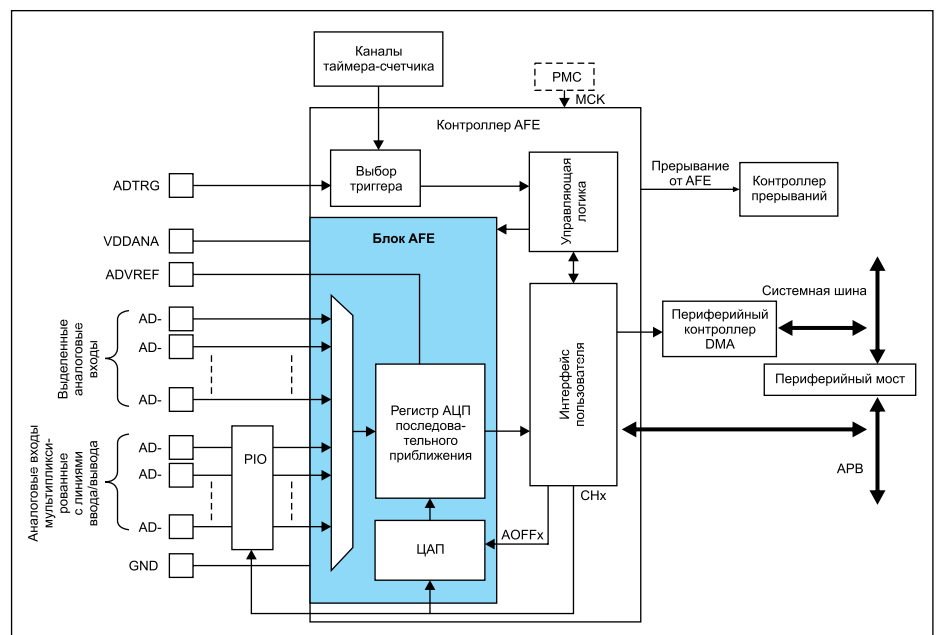 Каналы
таймера-счетчика
PMC
MCK
Контроллер AFE
ADTRG
Выбор
триггера
Управляющая
логика
Прерывание
от AFE
Контроллер
прерываний
VDDANA
Блок AFE
ADVREF
Выделенные
аналоговые
входы
AD-
AD-
AD-
Регистр АЦП
последова-
тельного
приближения
Интерфейс
пользователя
Периферийный
контроллер
DMA
Системная шина
Периферийный мост
APB
Аналоговые входы
мультиплекси-
рованные
с линиями
ввода/вывода
AD-
AD-
AD-
PIO
CHx
AOFFx
ЦАП
GND